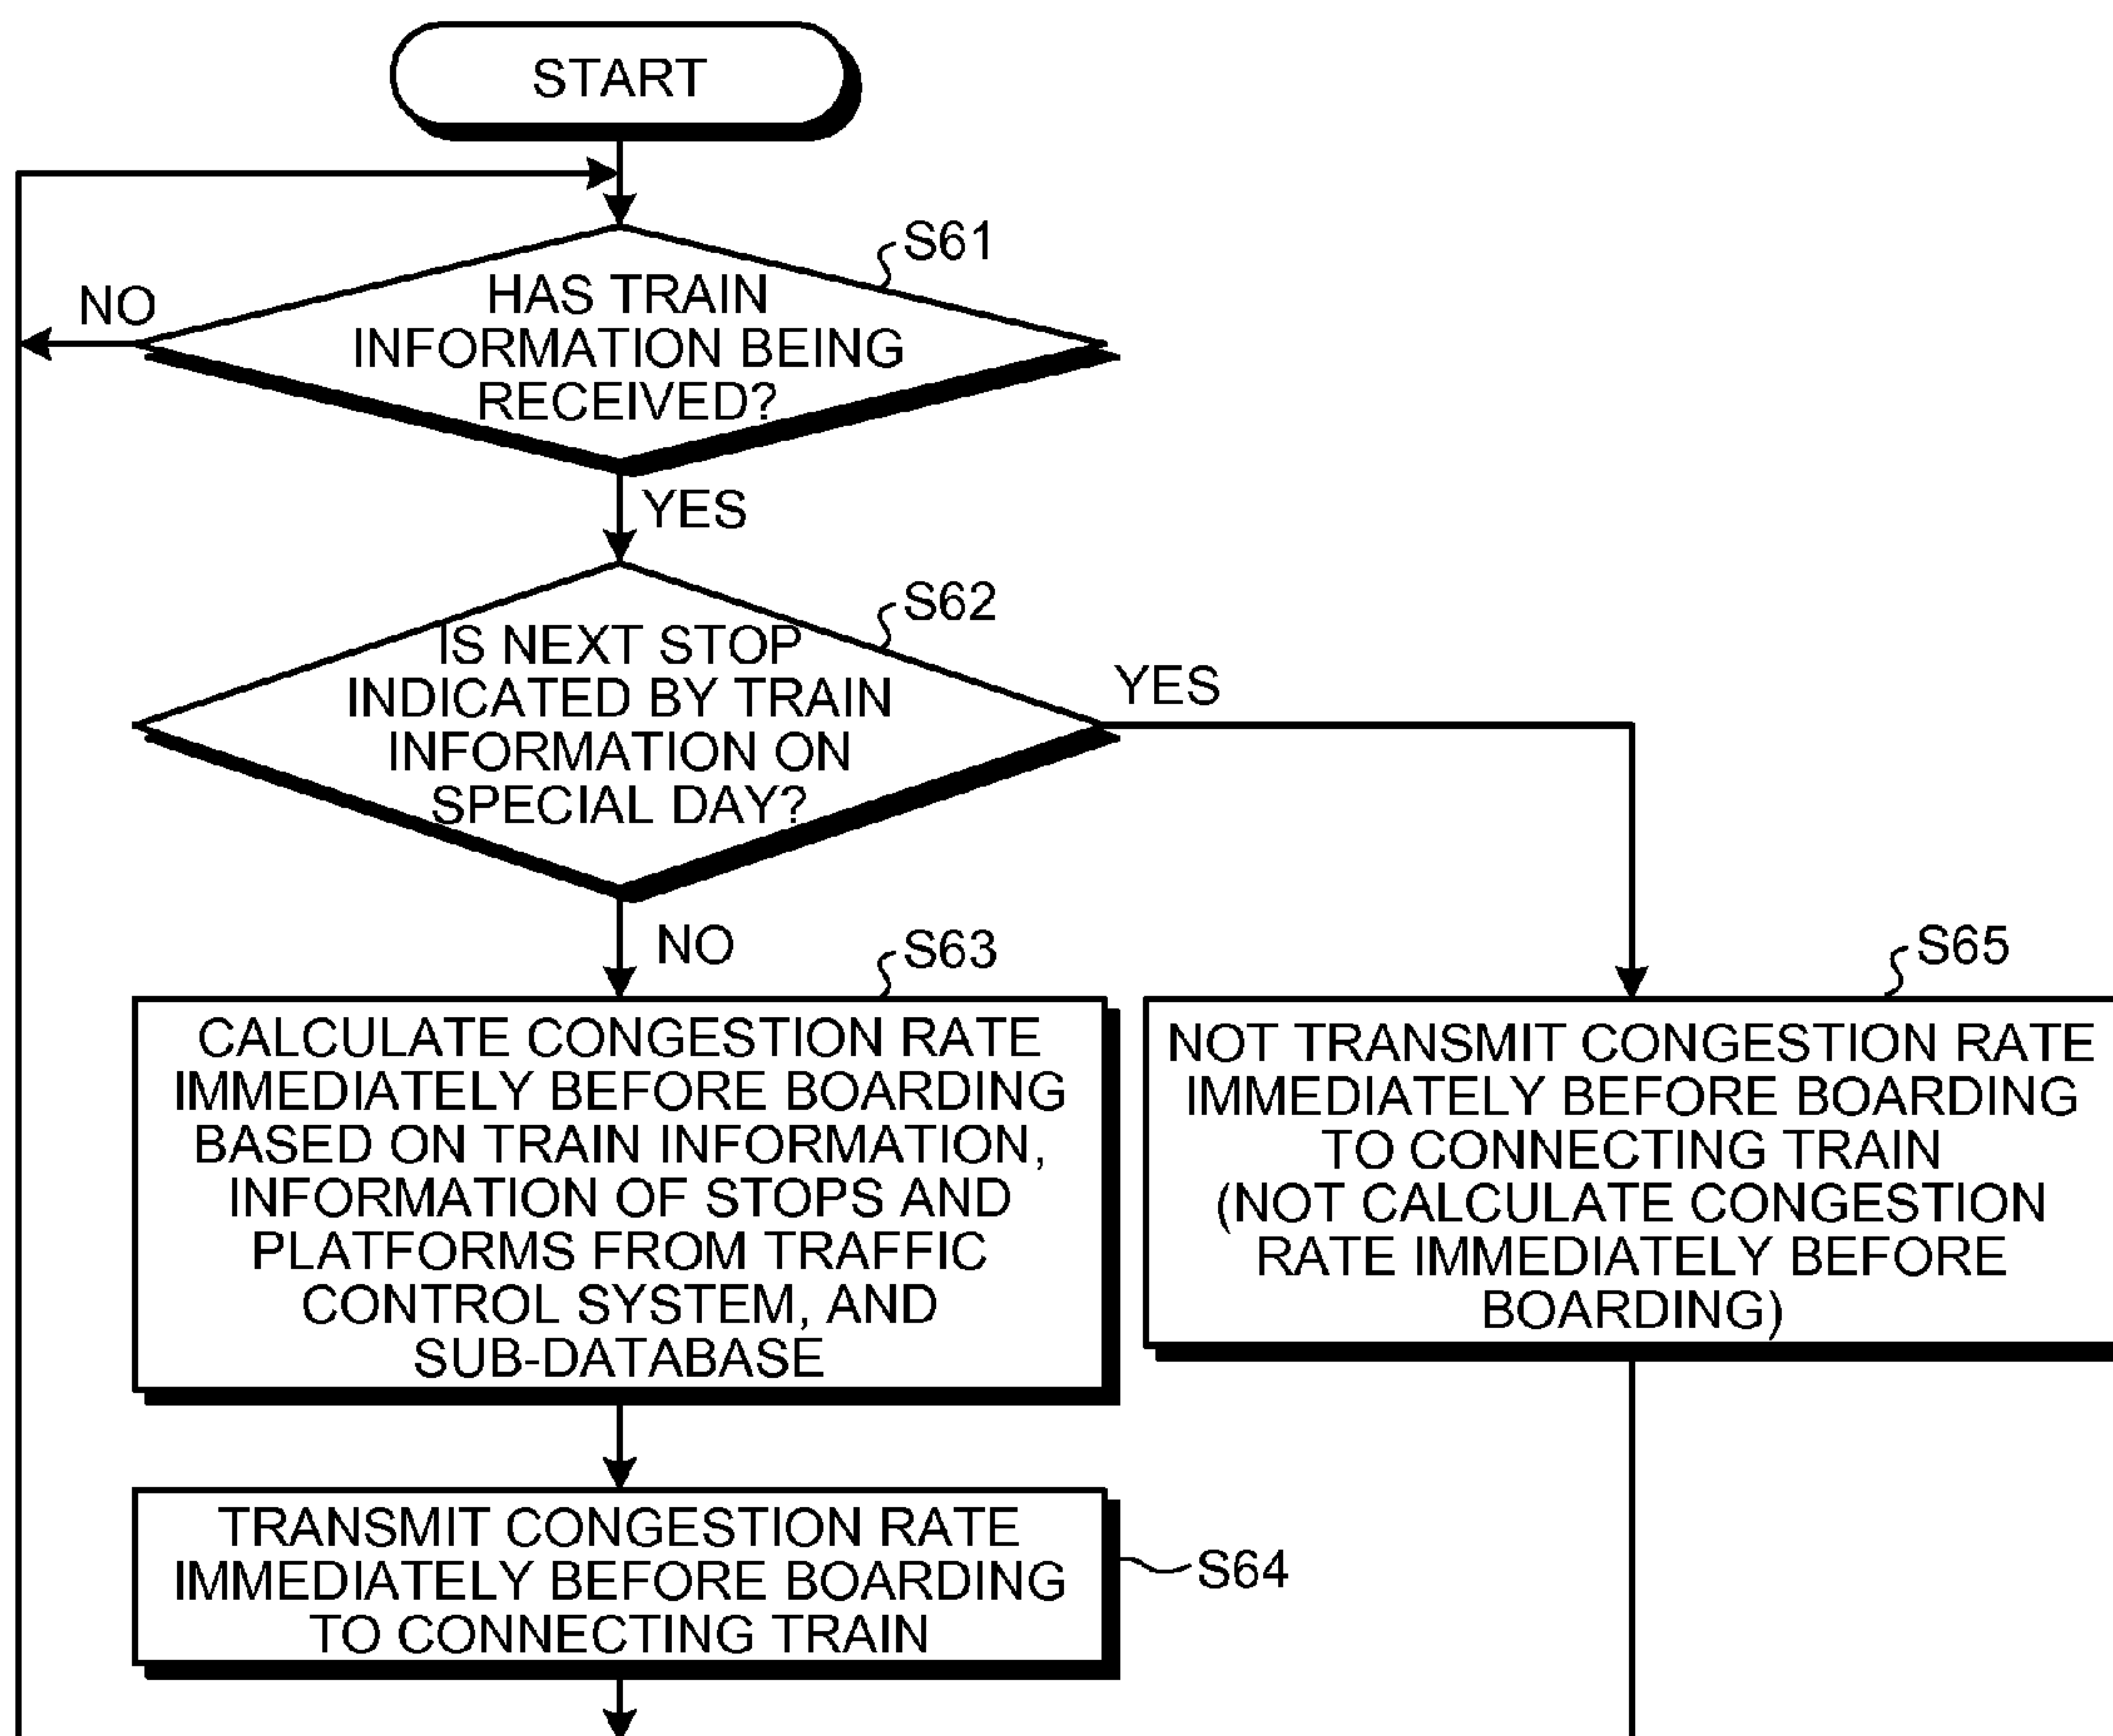 START
S61
NO
HAS TRAIN
INFORMATION BEING
RECEIVED?
YES
S62
IS NEXT STOP
INDICATED BY TRAIN
INFORMATION ON
SPECIAL DAY?
YES
NO
S63
CALCULATE CONGESTION RATE
IMMEDIATELY BEFORE BOARDING
BASED ON TRAIN INFORMATION,
INFORMATION OF STOPS AND
PLATFORMS FROM TRAFFIC
CONTROL SYSTEM, AND
SUB-DATABASE
S65
NOT TRANSMIT CONGESTION RATE
IMMEDIATELY BEFORE BOARDING
TO CONNECTING TRAIN
(NOT CALCULATE CONGESTION
RATE IMMEDIATELY BEFORE
BOARDING)
TRANSMIT CONGESTION RATE
IMMEDIATELY BEFORE BOARDING
TO CONNECTING TRAIN
S64